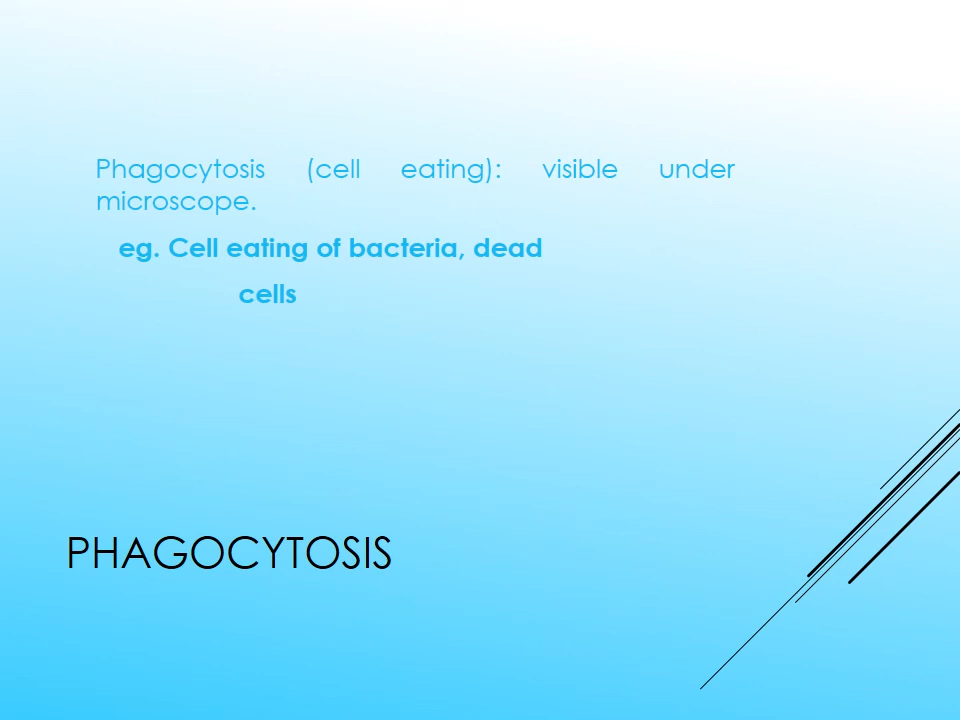 Phagocytosis (cell eating): visible under
microscope.
eg. Cell eating of bacteria, dead
cells
PHAGOCYTOSIS